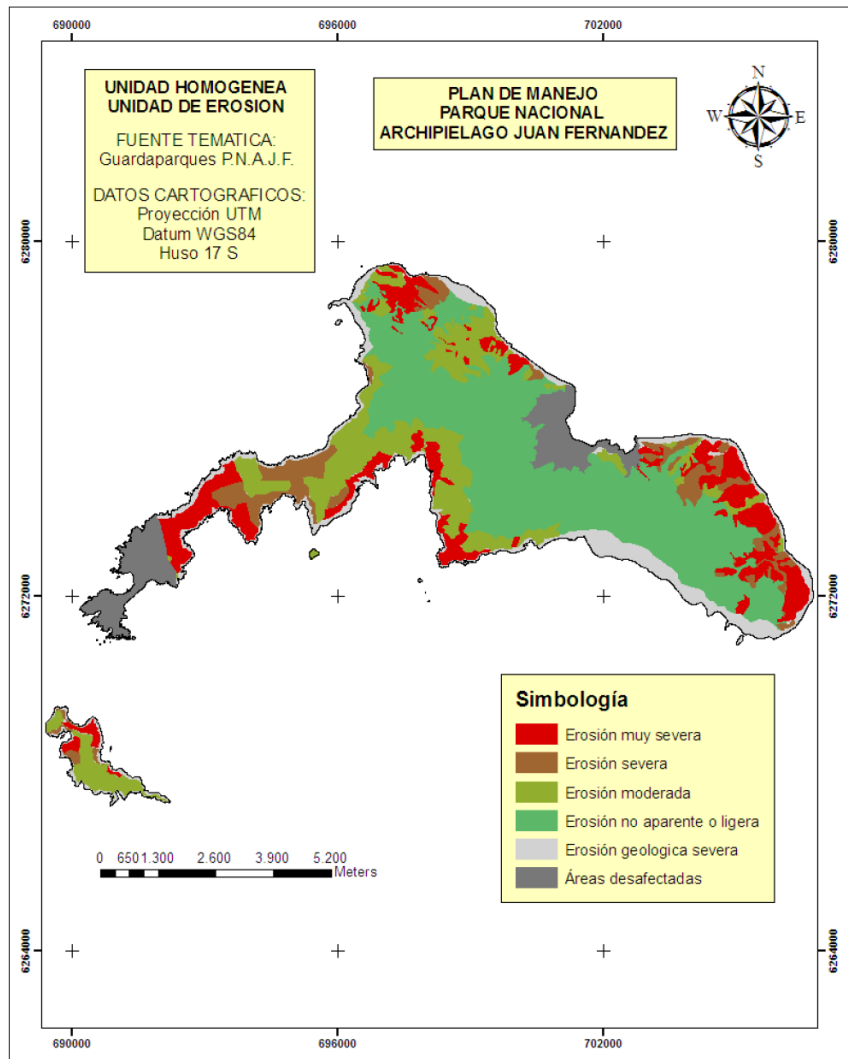 690000
696000
702000
UNIDAD HOMOGENEA
UNIDAD DE EROSION
FUENTE TEMATICA:
Guardaparques P.N.A.J.F.
DATOS CARTOGRAFICOS:
Proyección UTM
Datum WGS84
Huso 17 S
PLAN DE MANEJO
PARQUE NACIONAL
ARCHIPIELAGO JUAN FERNANDEZ
N
W
E
S
6280000
6280000
6272000
6272000
Simbología
Erosión muy severa
Erosión severa
Erosión moderada
Erosión no aparente o ligera
Erosión geologica severa
Áreas desafectadas
0 650 1.300 2.600 3.900 5.200
Meters
6264000
6264000
690000
696000
702000